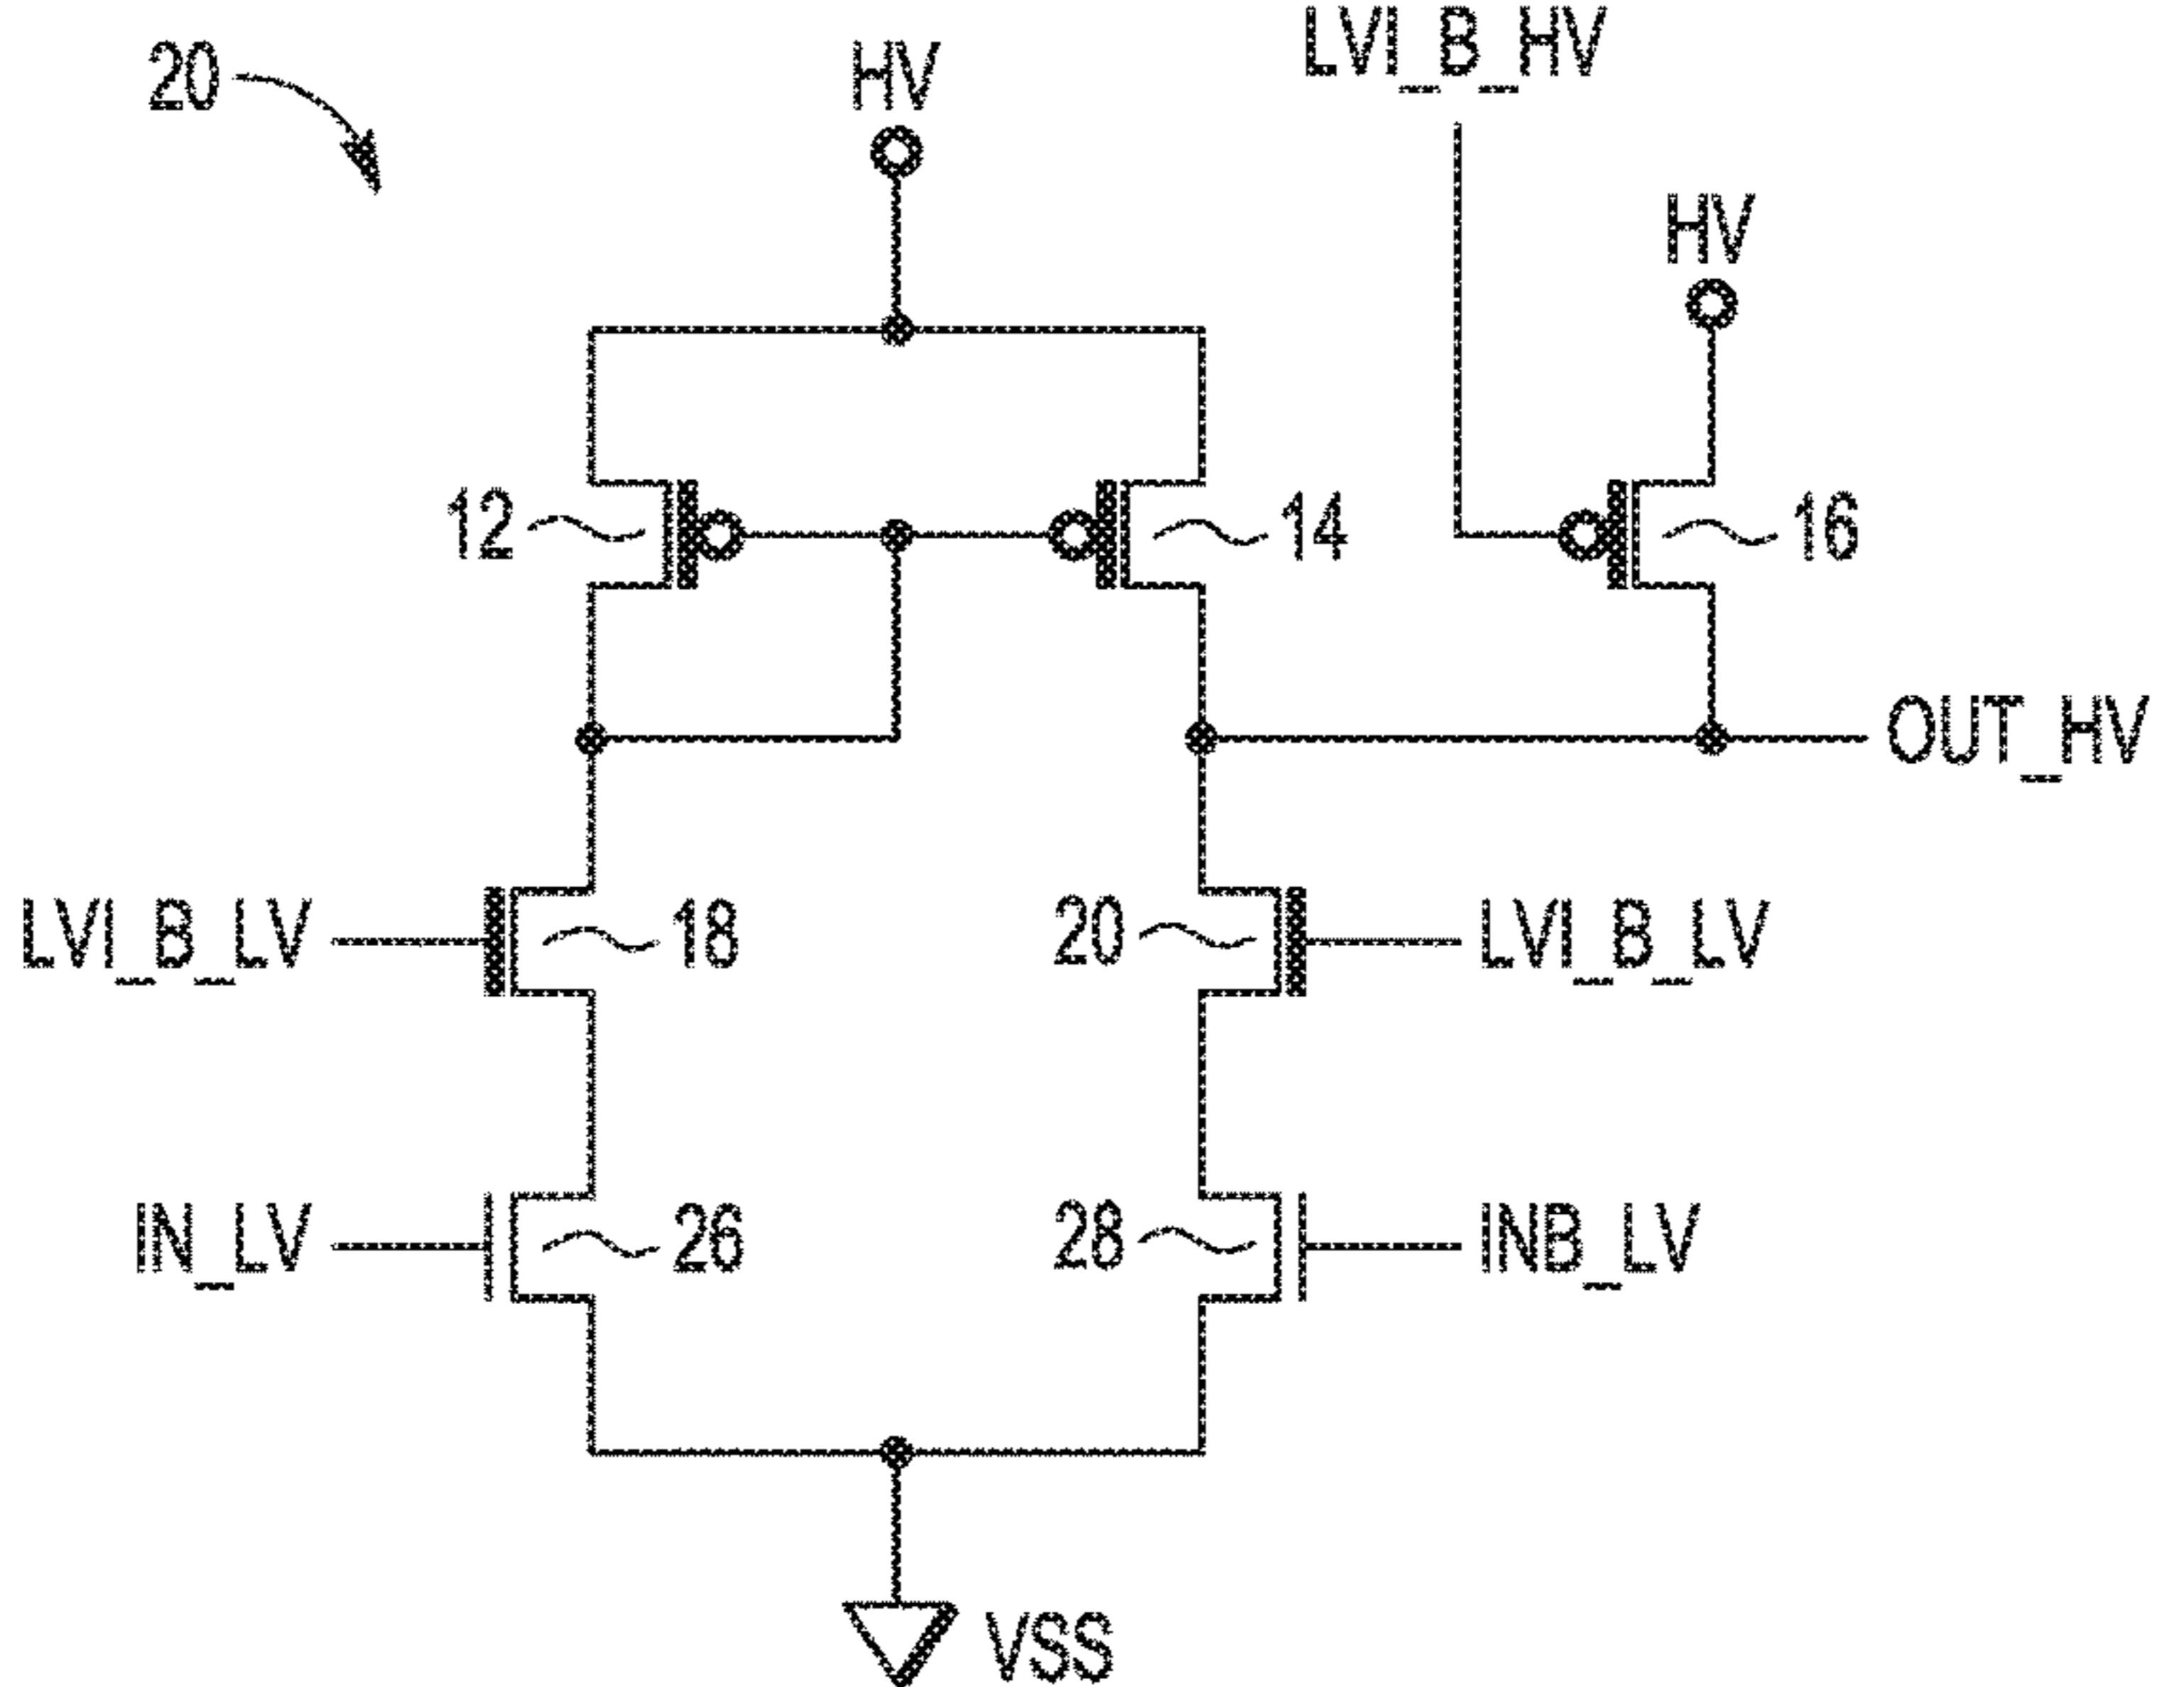 20
HV
LVI_B_HV
HV
12
14
16
OUT_HV
LVI_B_LV
18
20
LVI_B_LV
IN_LV
26
28
INB_LV
VSS